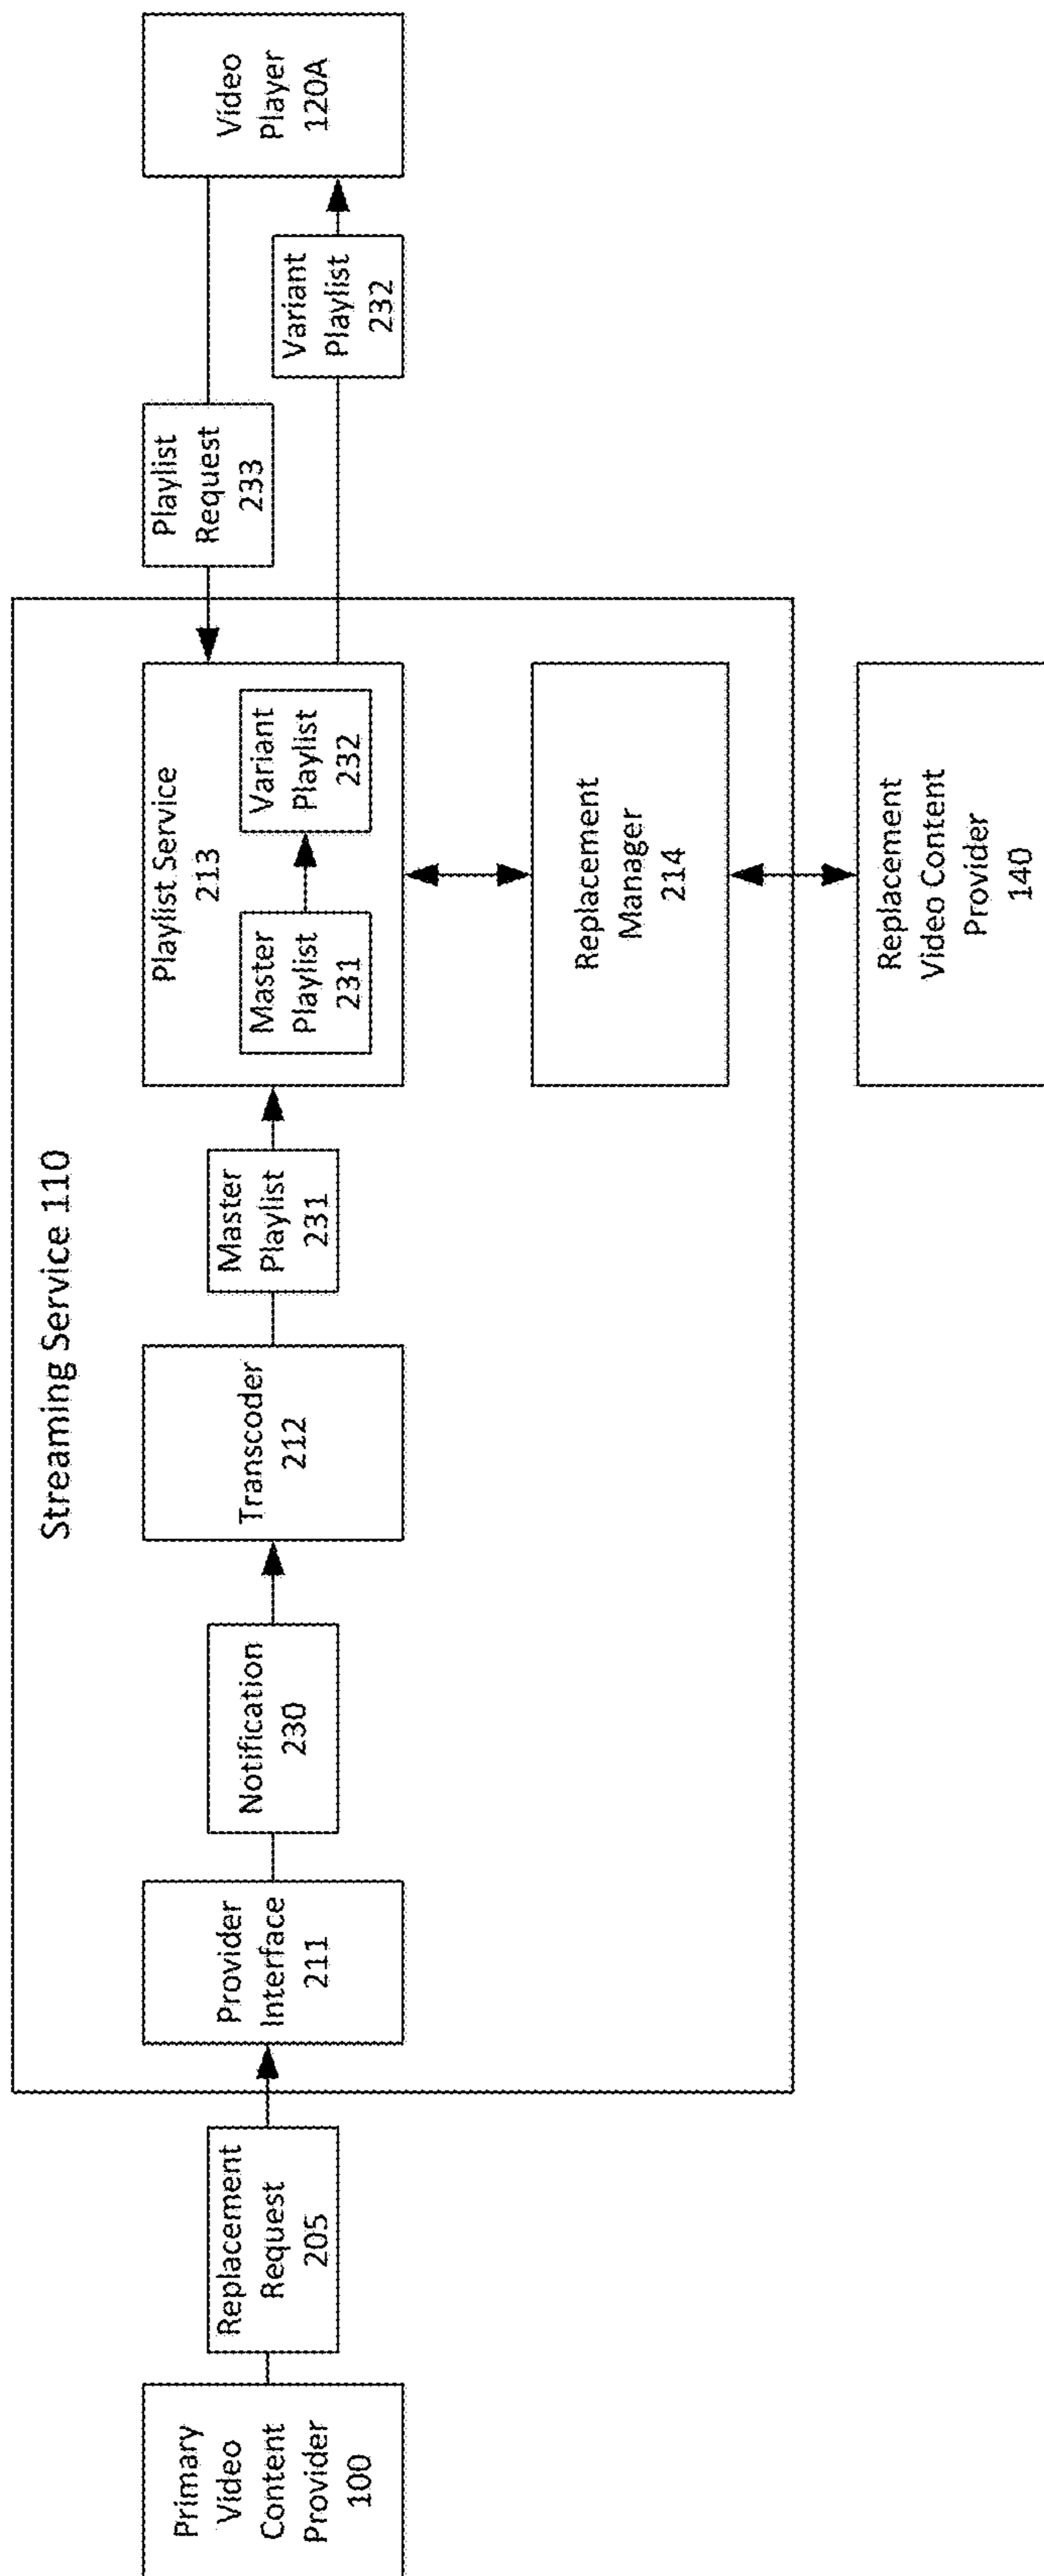 Streaming Service 110
Primary
Video
Content
Provider
100
Replacement
Request
205
Provider
Interface
211
Notification
230
Transcoder
212
Master
Playlist
231
Playlist Service
213
Master
Playlist
231
Variant
Playlist
232
Playlist
Request
233
Variant
Playlist
232
Video
Player
120A
Replacement
Manager
214
Replacement
Video Content
Provider
140